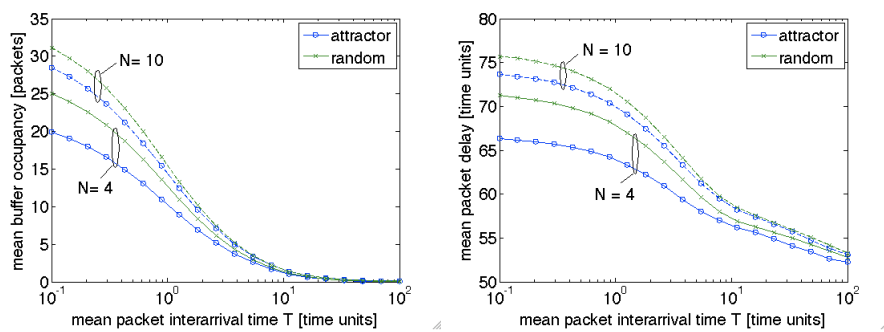 35
30
25
20
15
10
5
0
mean buffer occupancy [packets]
10^-1
10^0
10^1
10^2
mean packet interarrival time T [time units]
attractor
random
N= 10
N= 4
80
75
70
65
60
55
50
mean packet delay [time units]
10^-1
10^0
10^1
10^2
mean packet interarrival time T [time units]
attractor
random
N= 10
N= 4